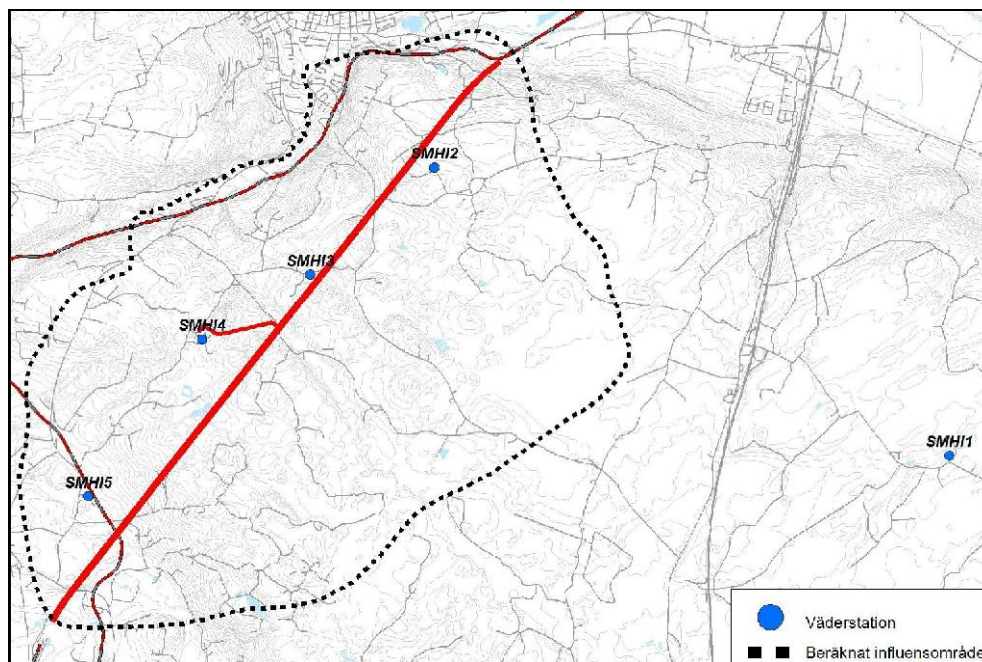 SMHI2
SMHI3
SMHI4
SMHI1
SMHI5
Väderstation
Beräknat influensområde